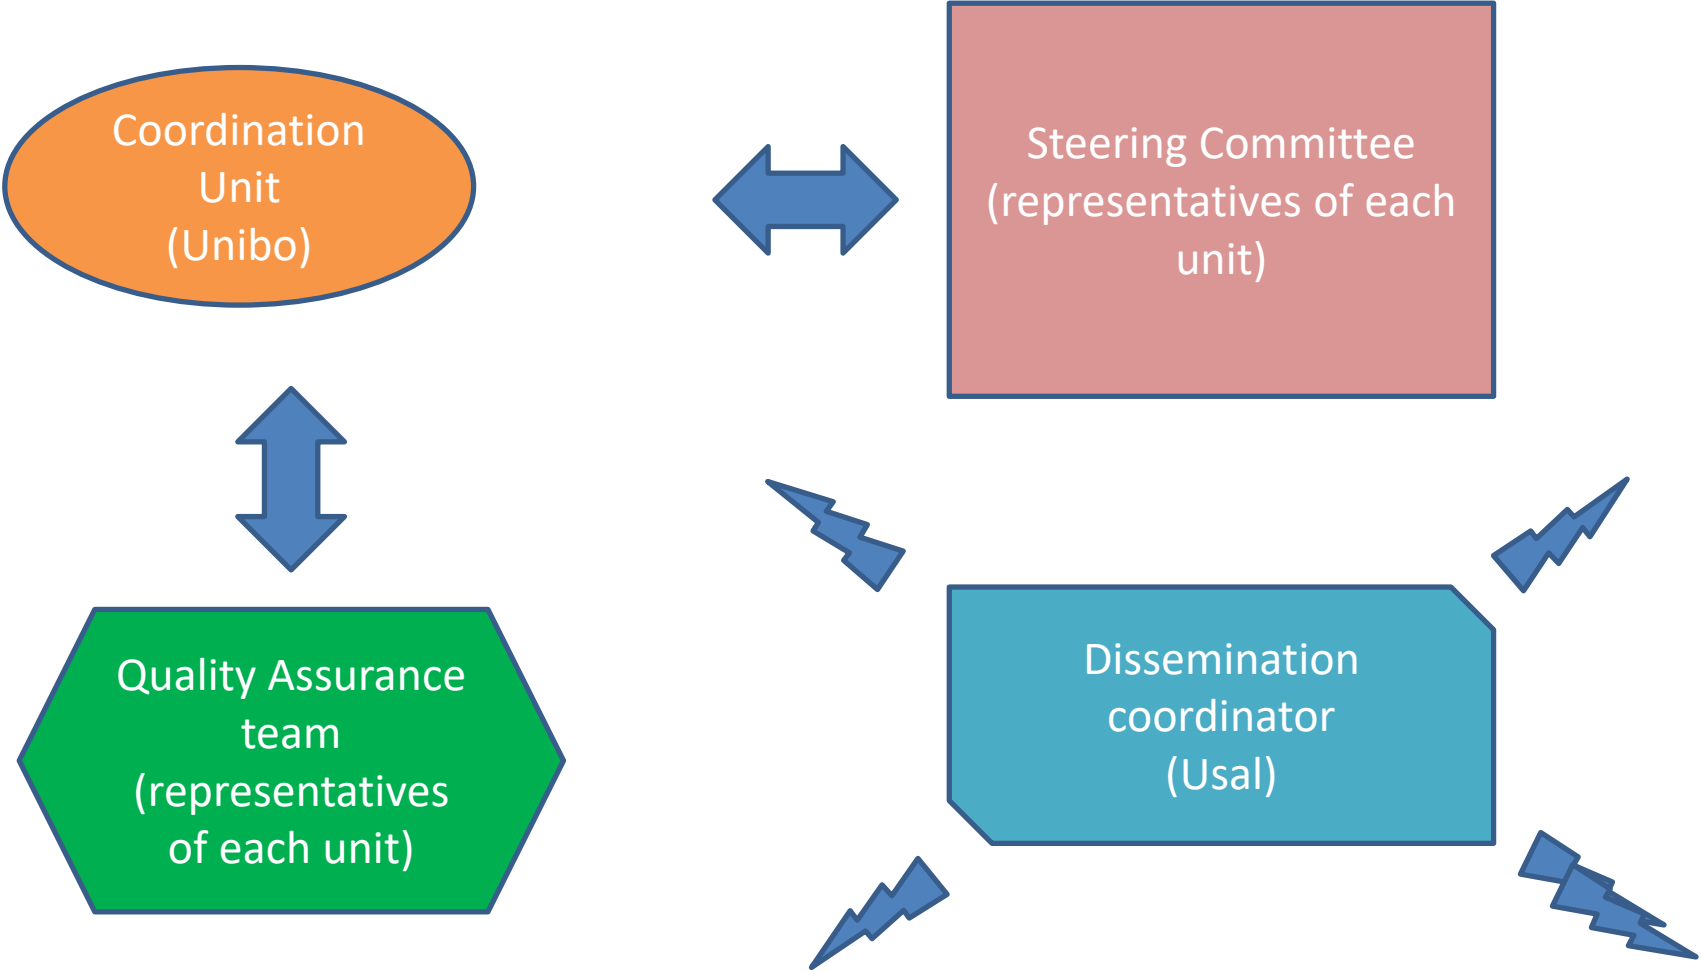 Coordination
Unit
(Unibo)
Steering Committee
(representatives of each
unit)
Quality Assurance
team
(representatives
of each unit)
Dissemination
coordinator
(Usal)